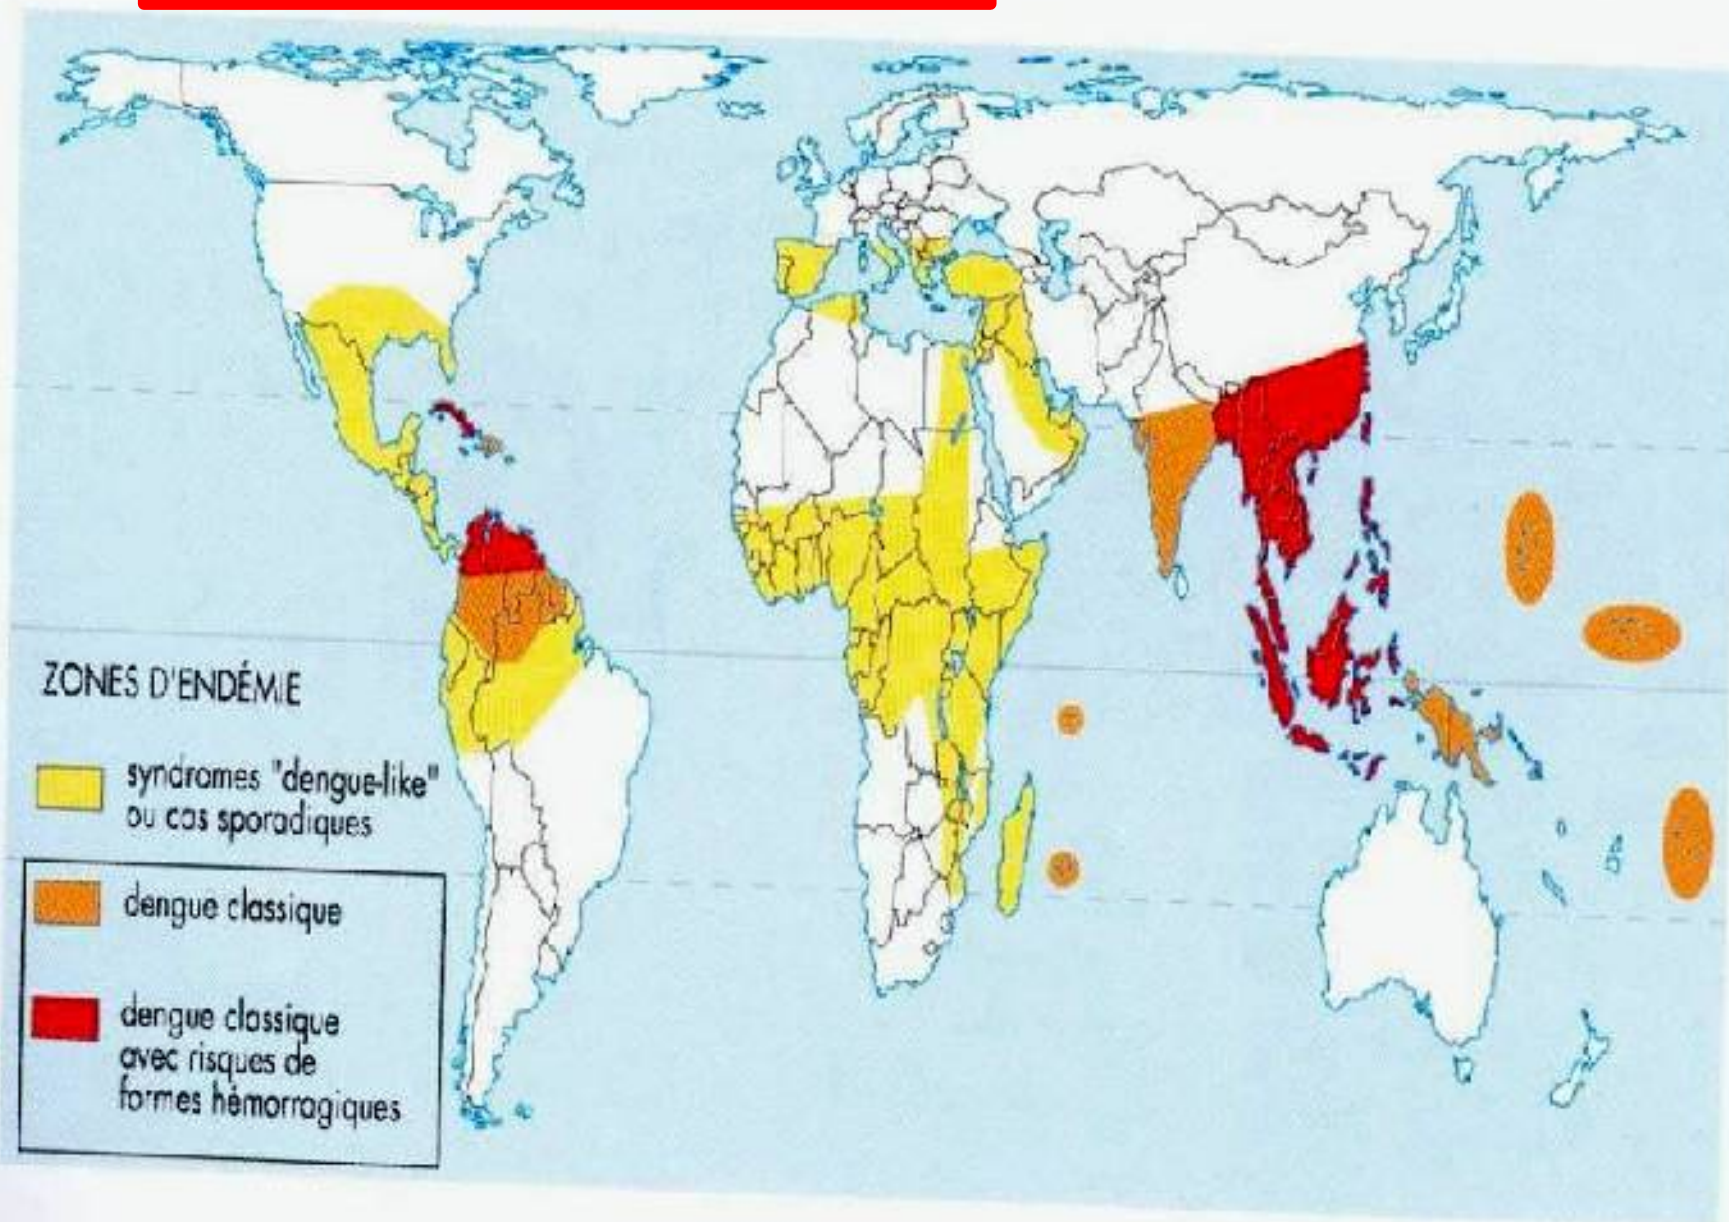 ZONES D'ENDÉMIE
syndromes "dengue-like"
ou cas sporadiques
dengue classique
dengue classique
avec risques de
formes hémorragiques